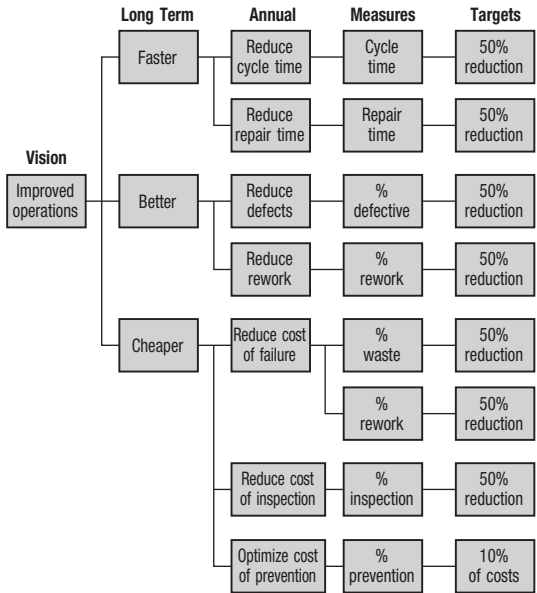 Long Term Annual Measures Targets
Faster
Reduce
cycle time
Cycle
time
50%
reduction
Reduce
repair time
Repair
time
50%
reduction
Vision
Improved
operations
Better
Reduce
defects
%
defective
50%
reduction
Reduce
rework
%
rework
50%
reduction
Cheaper
Reduce cost
of failure
%
waste
50%
reduction
%
rework
50%
reduction
Reduce cost
of inspection
%
inspection
50%
reduction
Optimize cost
of prevention
%
prevention
10%
of costs